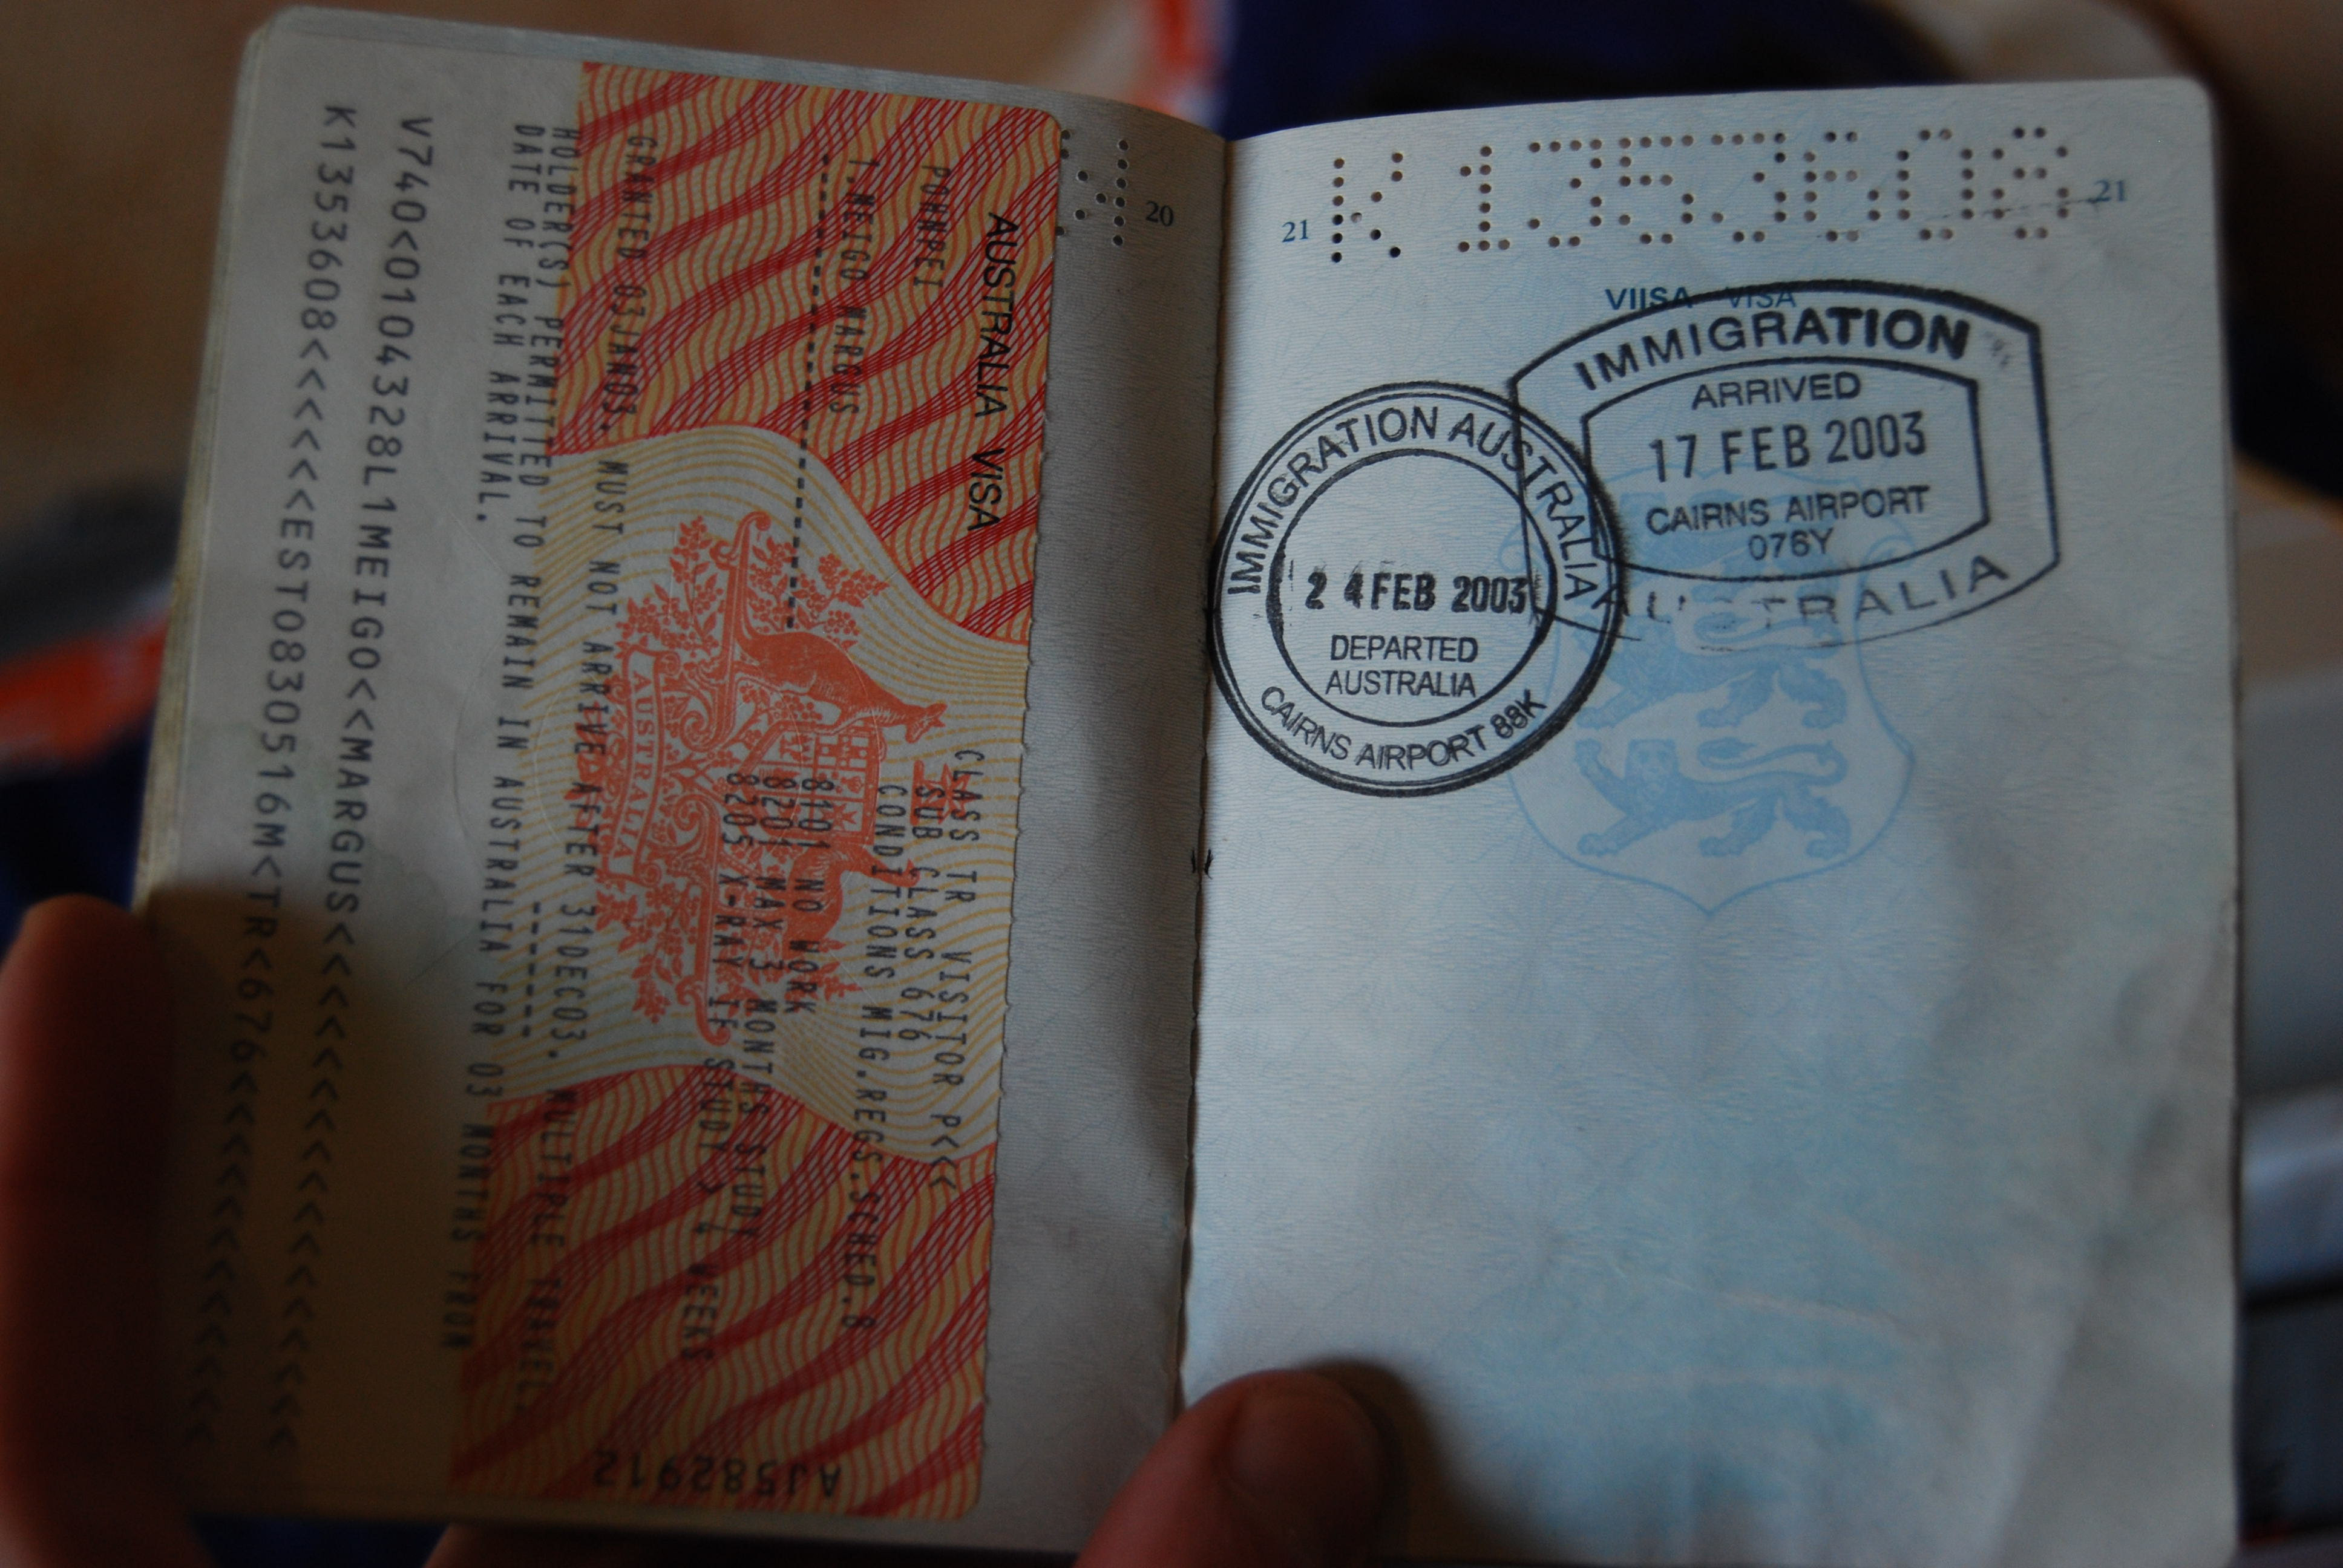 AUSTRALIA VISA
POHNPEI
1.MEIGO MARGUS
CLASS TR VISITOR P<<
SUB CLASS 676
CONDITIONS MIG.REGS.SCHED.8
8101 NO WORK
8201 MAX 3 MONTHS STUDY
8205 X-RAY IF STUDY > 4 WEEKS
GRANTED 03JAN03. MUST NOT ARRIVE AFTER 31DEC03. MULTIPLE TRAVEL.
HOLDER(S) PERMITTED TO REMAIN IN AUSTRALIA FOR 03 MONTHS FROM
DATE OF EACH ARRIVAL.
V740<0104328L1MEIGO<<MARGUS<<<<<<<<<<<<<<<<<
K1353608<<<<<<EST0830516M<TR<676<<<<<<<<<<
AJ582912
K
20
21
K1353608
21
VIISA VISA
IMMIGRATION
ARRIVED
17 FEB 2003
CAIRNS AIRPORT
076Y
AUSTRALIA
IMMIGRATION AUSTRALIA
24 FEB 2003
DEPARTED
AUSTRALIA
CAIRNS AIRPORT 88K
AUSTRALIA